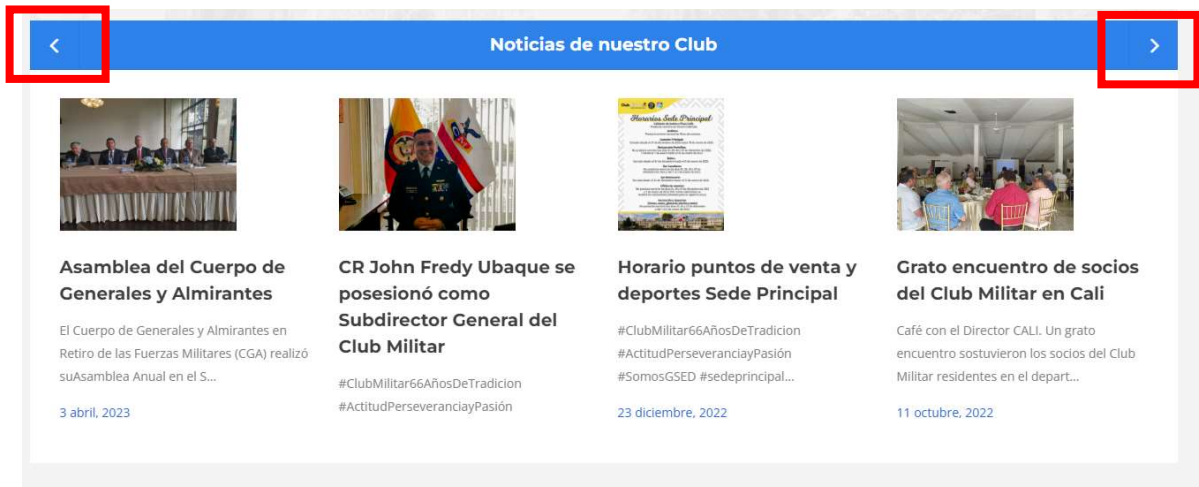 Noticias de nuestro Club
Horarios Sede Principal
Asamblea del Cuerpo de
Generales y Almirantes
El Cuerpo de Generales y Almirantes en
Retiro de las Fuerzas Militares (CGA) realizó
suAsamblea Anual en el S...
3 abril, 2023
CR John Fredy Ubaque se
posesionó como
Subdirector General del
Club Militar
#ClubMilitar66AñosDeTradicion
#ActitudPerseveranciayPasión
Horario puntos de venta y
deportes Sede Principal
#ClubMilitar66AñosDeTradicion
#ActitudPerseveranciayPasión
#SomosGSED #sedeprincipal...
23 diciembre, 2022
Grato encuentro de socios
del Club Militar en Cali
Café con el Director CALI. Un grato
encuentro sostuvieron los socios del Club
Militar residentes en el depart...
11 octubre, 2022